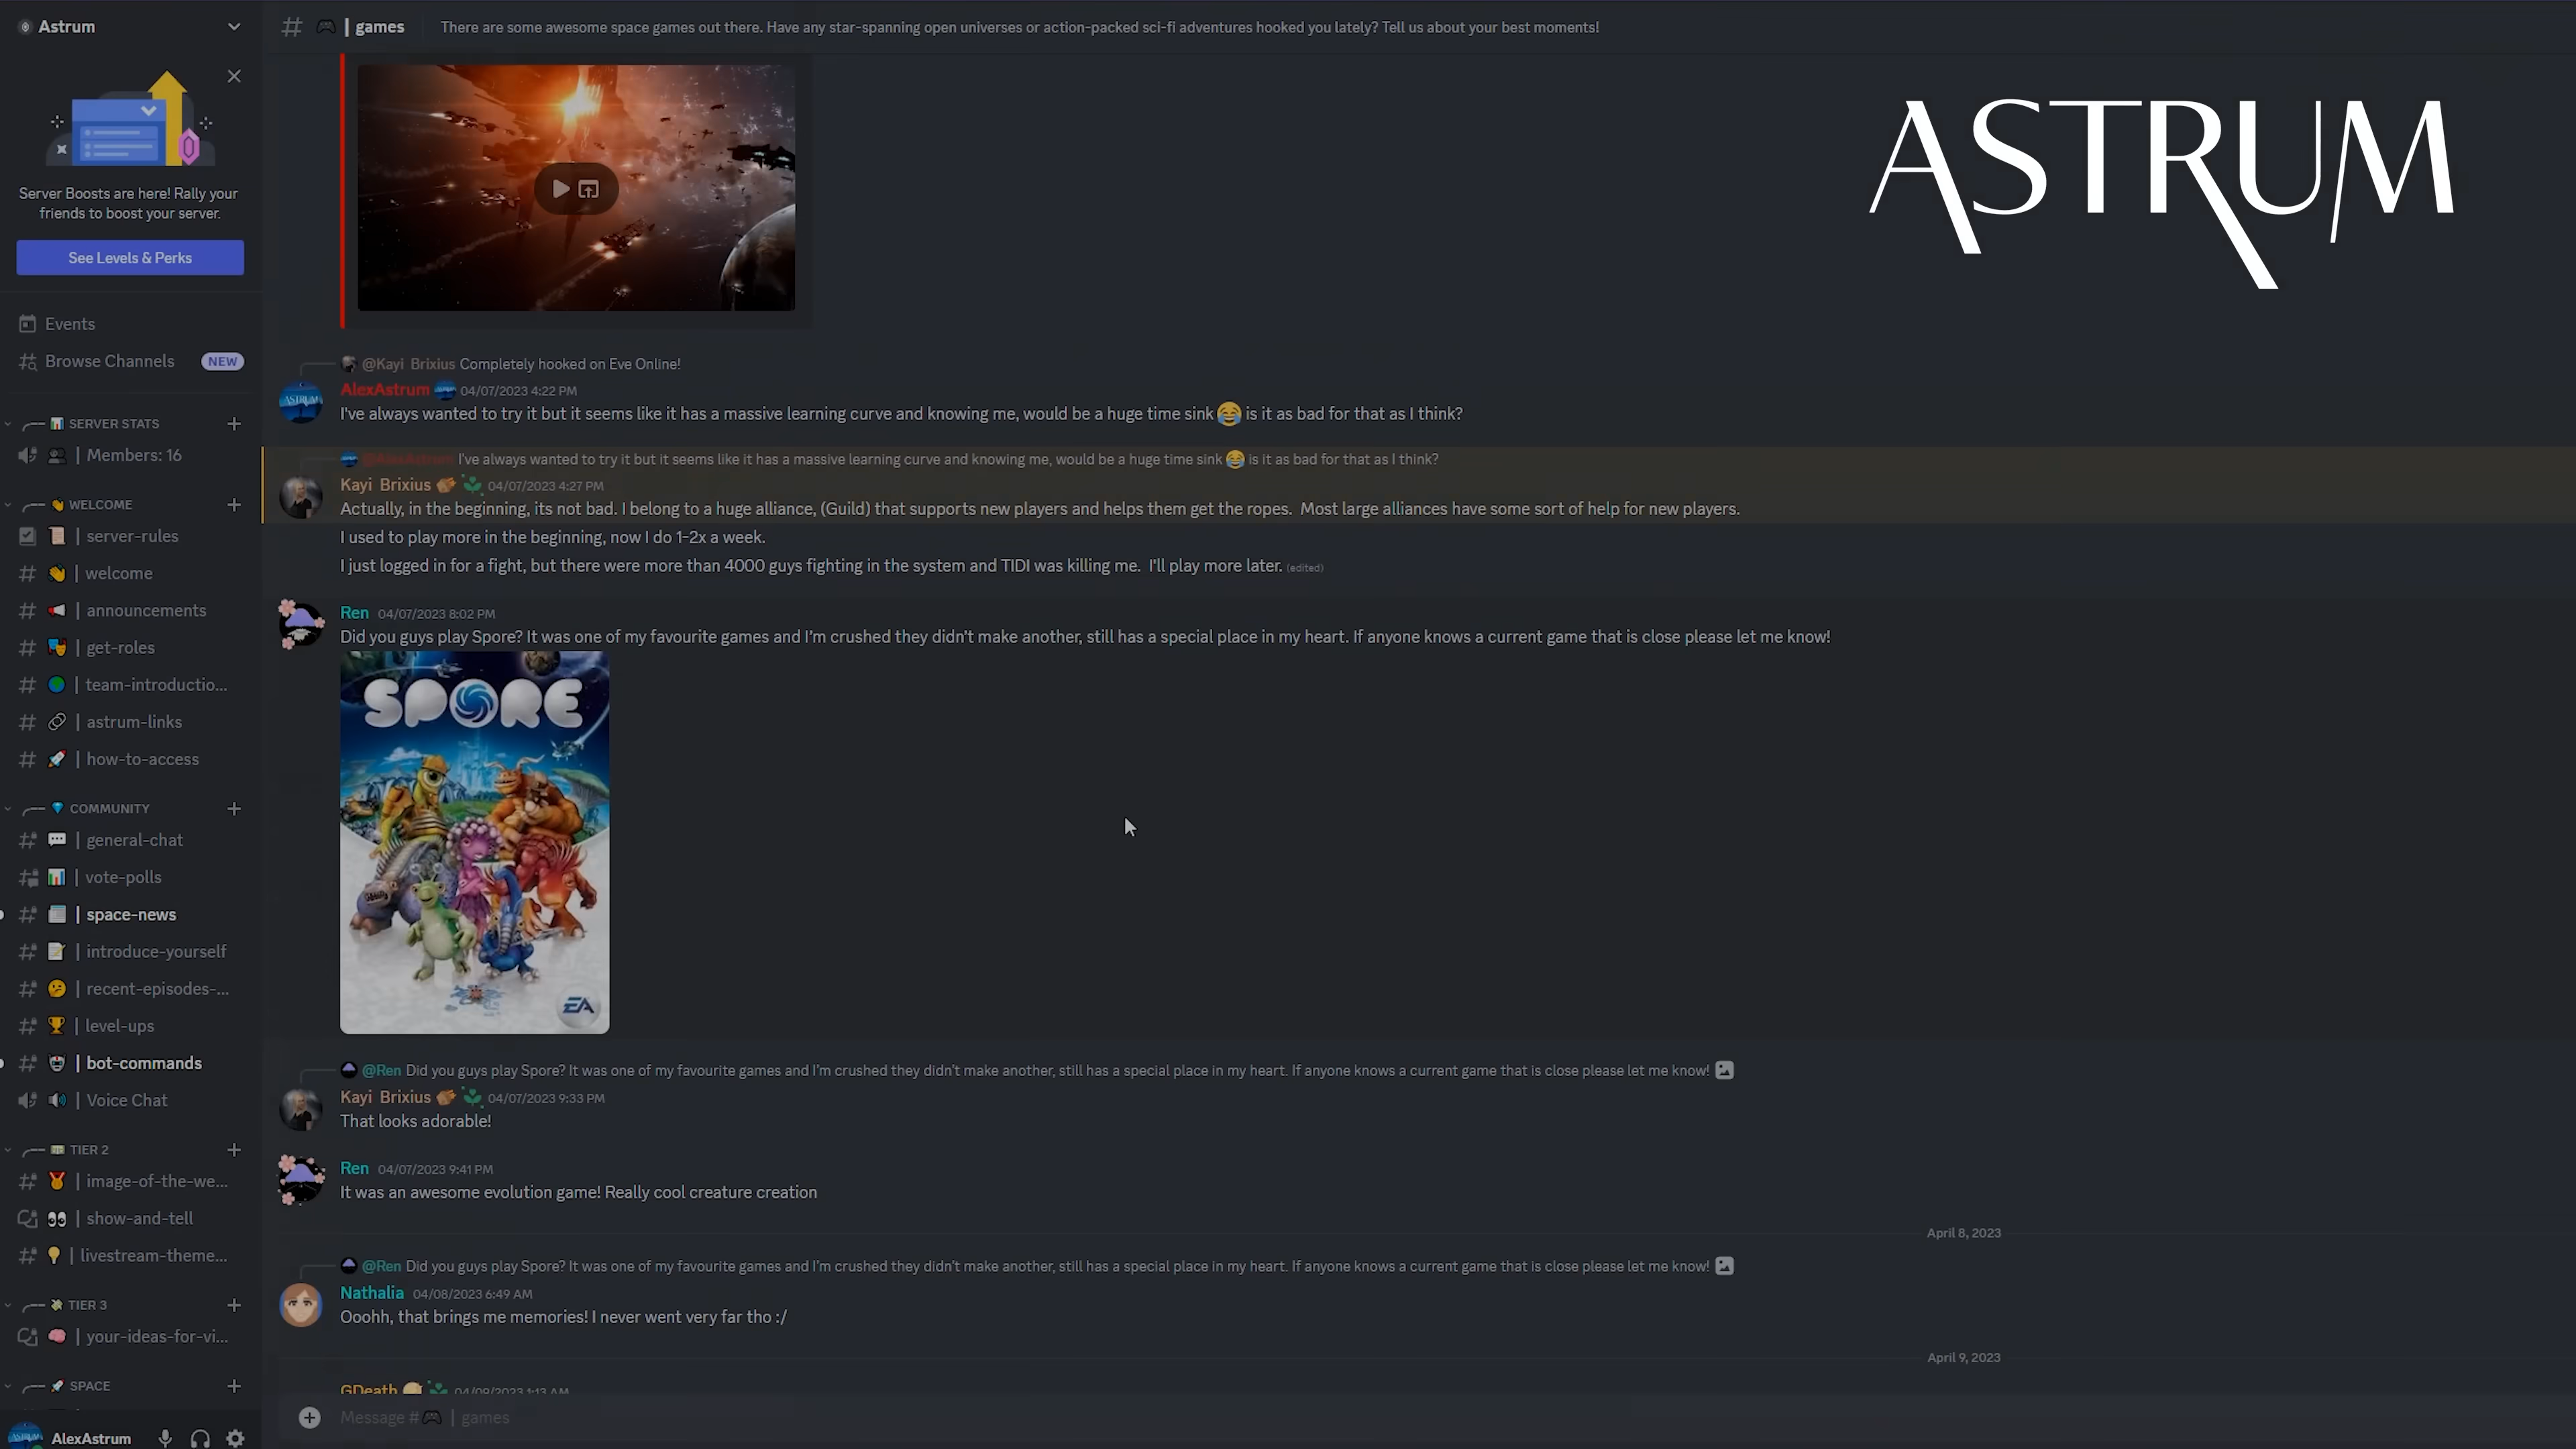 Astrum
Server Boosts are here! Rally your
friends to boost your server.
See Levels & Perks
Events
Browse Channels NEW
SERVER STATS
| Members: 16
WELCOME
| server-rules
| welcome
| announcements
| get-roles
| team-introductio...
| astrum-links
| how-to-access
COMMUNITY
| general-chat
| vote-polls
| space-news
| introduce-yourself
| recent-episodes-...
| level-ups
| bot-commands
| Voice Chat
TIER 2
| image-of-the-we...
| show-and-tell
| livestream-theme...
TIER 3
| your-ideas-for-vi...
SPACE
AlexAstrum
# 🎮 | games There are some awesome space games out there. Have any star-spanning open universes or action-packed sci-fi adventures hooked you lately? Tell us about your best moments!
ASTRUM
@Kayi Brixius Completely hooked on Eve Online!
AlexAstrum 04/07/2023 4:22 PM
I've always wanted to try it but it seems like it has a massive learning curve and knowing me, would be a huge time sink 😂 is it as bad for that as I think?
@AlexAstrum I've always wanted to try it but it seems like it has a massive learning curve and knowing me, would be a huge time sink 😂 is it as bad for that as I think?
Kayi Brixius 04/07/2023 4:27 PM
Actually, in the beginning, its not bad. I belong to a huge alliance, (Guild) that supports new players and helps them get the ropes. Most large alliances have some sort of help for new players.
I used to play more in the beginning, now I do 1-2x a week.
I just logged in for a fight, but there were more than 4000 guys fighting in the system and TIDI was killing me. I'll play more later. (edited)
Ren 04/07/2023 8:02 PM
Did you guys play Spore? It was one of my favourite games and I'm crushed they didn't make another, still has a special place in my heart. If anyone knows a current game that is close please let me know!
SPORE
EA
@Ren Did you guys play Spore? It was one of my favourite games and I'm crushed they didn't make another, still has a special place in my heart. If anyone knows a current game that is close please let me know!
Kayi Brixius 04/07/2023 9:33 PM
That looks adorable!
Ren 04/07/2023 9:41 PM
It was an awesome evolution game! Really cool creature creation
April 8, 2023
@Ren Did you guys play Spore? It was one of my favourite games and I'm crushed they didn't make another, still has a special place in my heart. If anyone knows a current game that is close please let me know!
Nathalia 04/08/2023 6:49 AM
Ooohh, that brings me memories! I never went very far tho :/
April 9, 2023
GDeath 04/09/2023 1:13 AM
Message #🎮 | games